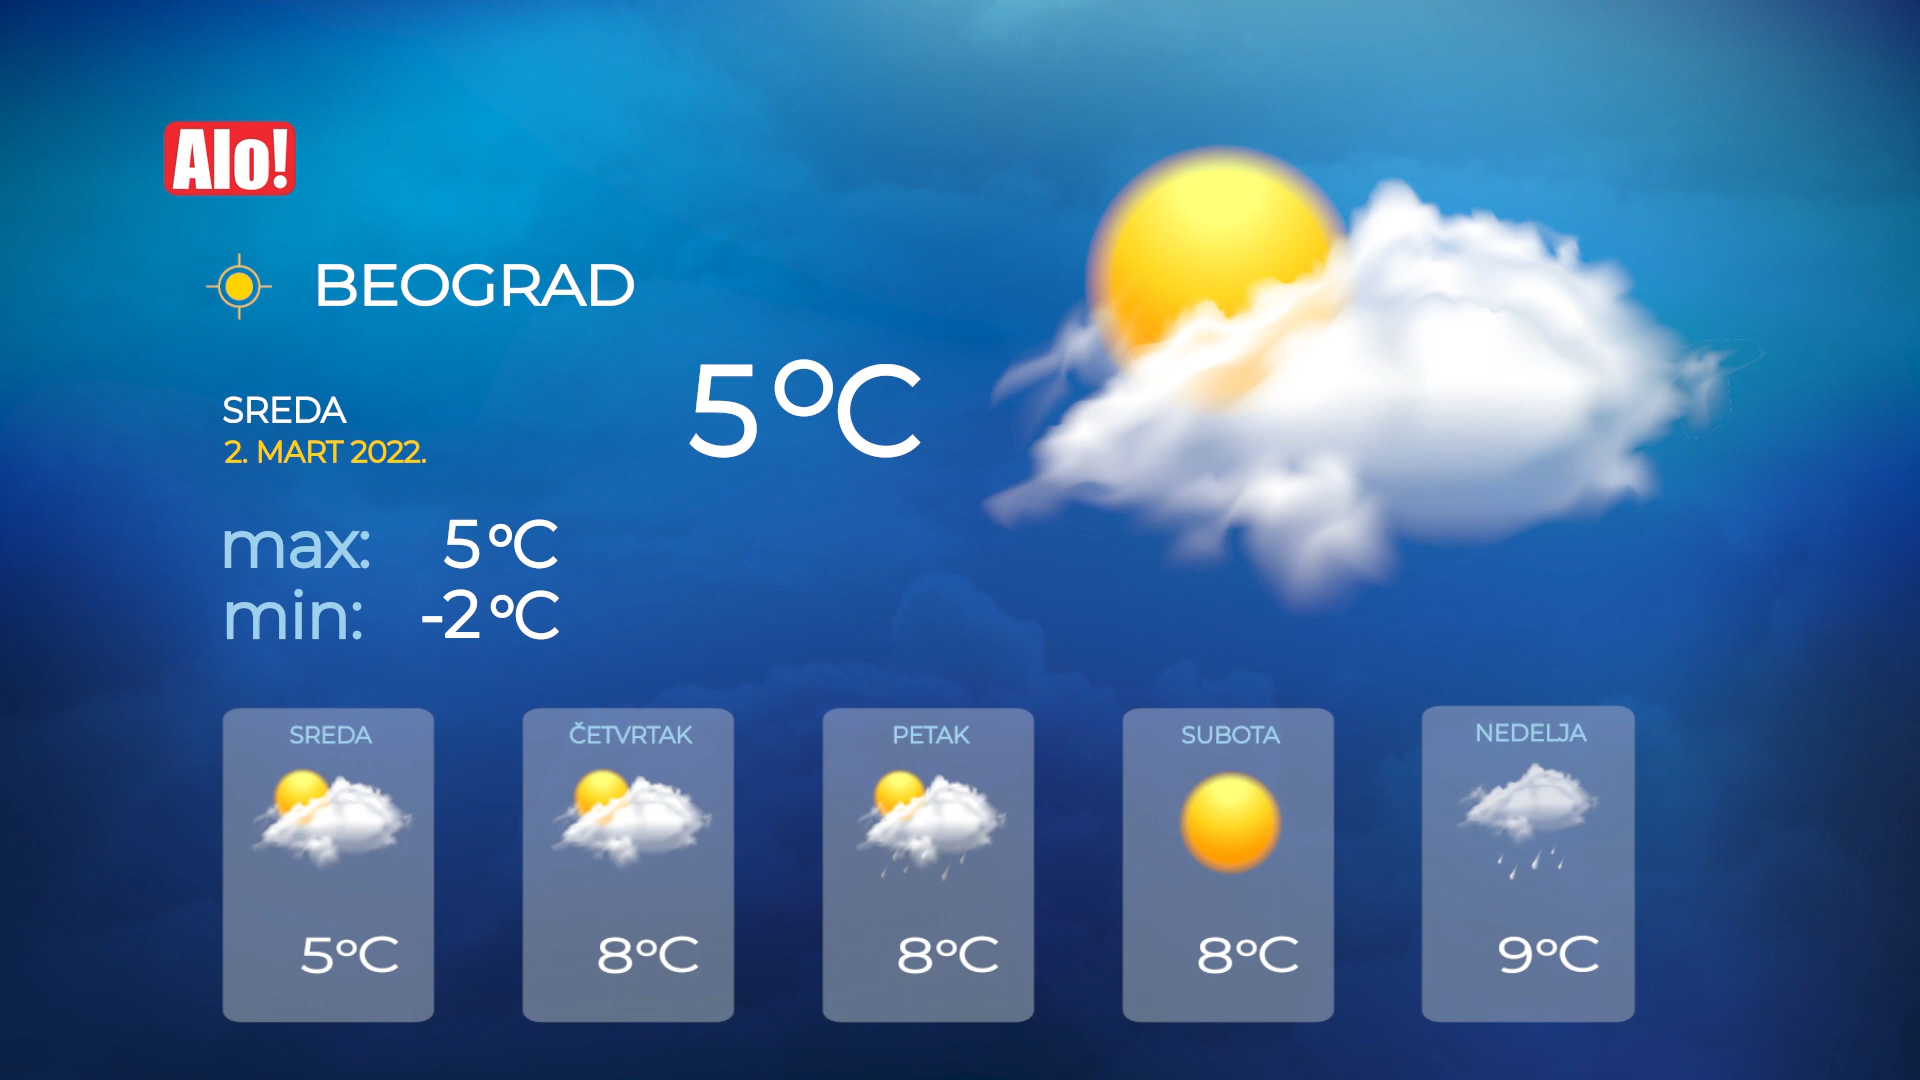 Alo!
BEOGRAD
5°C
SREDA
2. MART 2022.
max: 5°C
min: -2°C
SREDA
5°C
ČETVRTAK
8°C
PETAK
8°C
SUBOTA
8°C
NEDELJA
9°C